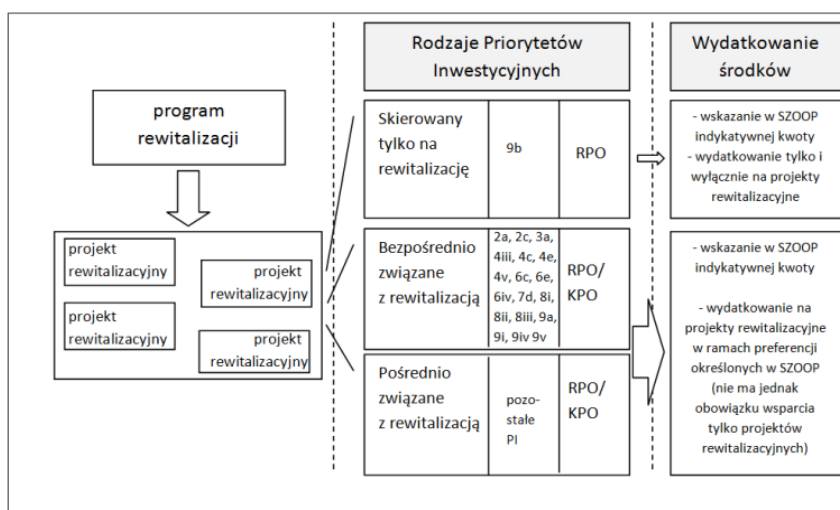 Rodzaje Priorytetów
Inwestycyjnych
Wydatkowanie
środków
program
rewitalizacji
projekt
rewitalizacyjny
projekt
rewitalizacyjny
projekt
rewitalizacyjny
projekt
rewitalizacyjny
Skierowany
tylko na
rewitalizację
9b
RPO
- wskazanie w SZOOP
indykatywnej kwoty
- wydatkowanie tylko i
wyłącznie na projekty
rewitalizacyjne
Bezpośrednio
związane
z rewitalizacją
2a, 2c, 3a,
4iii, 4c, 4e,
4v, 6c, 6e,
6iv, 7d, 8i,
8ii, 8iii, 9a,
9i, 9iv 9v
RPO/
KPO
Pośrednio
związane
z rewitalizacją
pozo-
stałe
PI
RPO/
KPO
- wskazanie w SZOOP
indykatywnej kwoty
- wydatkowanie na
projekty rewitalizacyjne
w ramach preferencji
określonych w SZOOP
(nie ma jednak
obowiązku wsparcia
tylko projektów
rewitalizacyjnych)